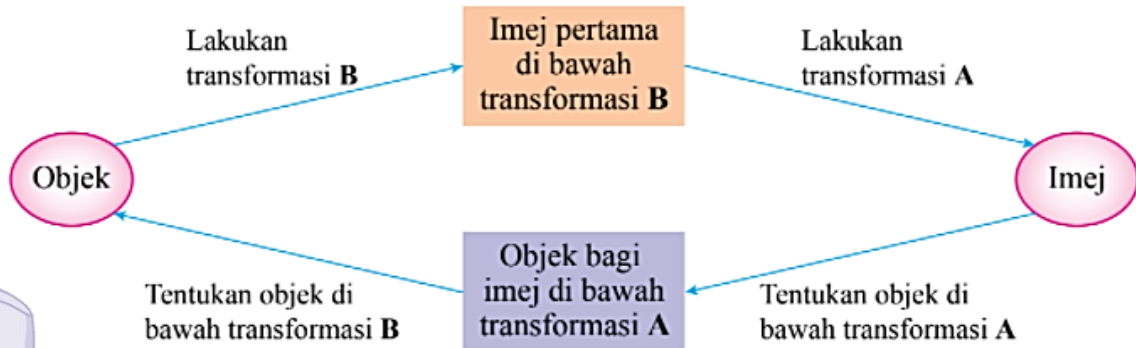 Lakukan
transformasi B
Imej pertama
di bawah
transformasi B
Lakukan
transformasi A
Objek
Imej
Tentukan objek di
bawah transformasi B
Objek bagi
imej di bawah
transformasi A
Tentukan objek di
bawah transformasi A